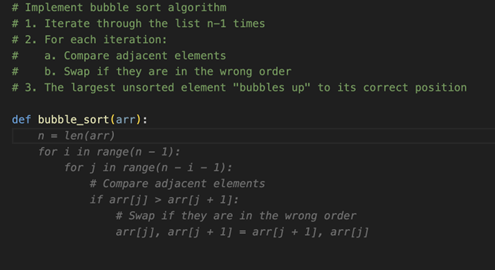 # Implement bubble sort algorithm
# 1. Iterate through the list n-1 times
# 2. For each iteration:
#    a. Compare adjacent elements
#    b. Swap if they are in the wrong order
# 3. The largest unsorted element "bubbles up" to its correct position

def bubble_sort(arr):
    n = len(arr)
    for i in range(n - 1):
        for j in range(n - i - 1):
            # Compare adjacent elements
            if arr[j] > arr[j + 1]:
                # Swap if they are in the wrong order
                arr[j], arr[j + 1] = arr[j + 1], arr[j]